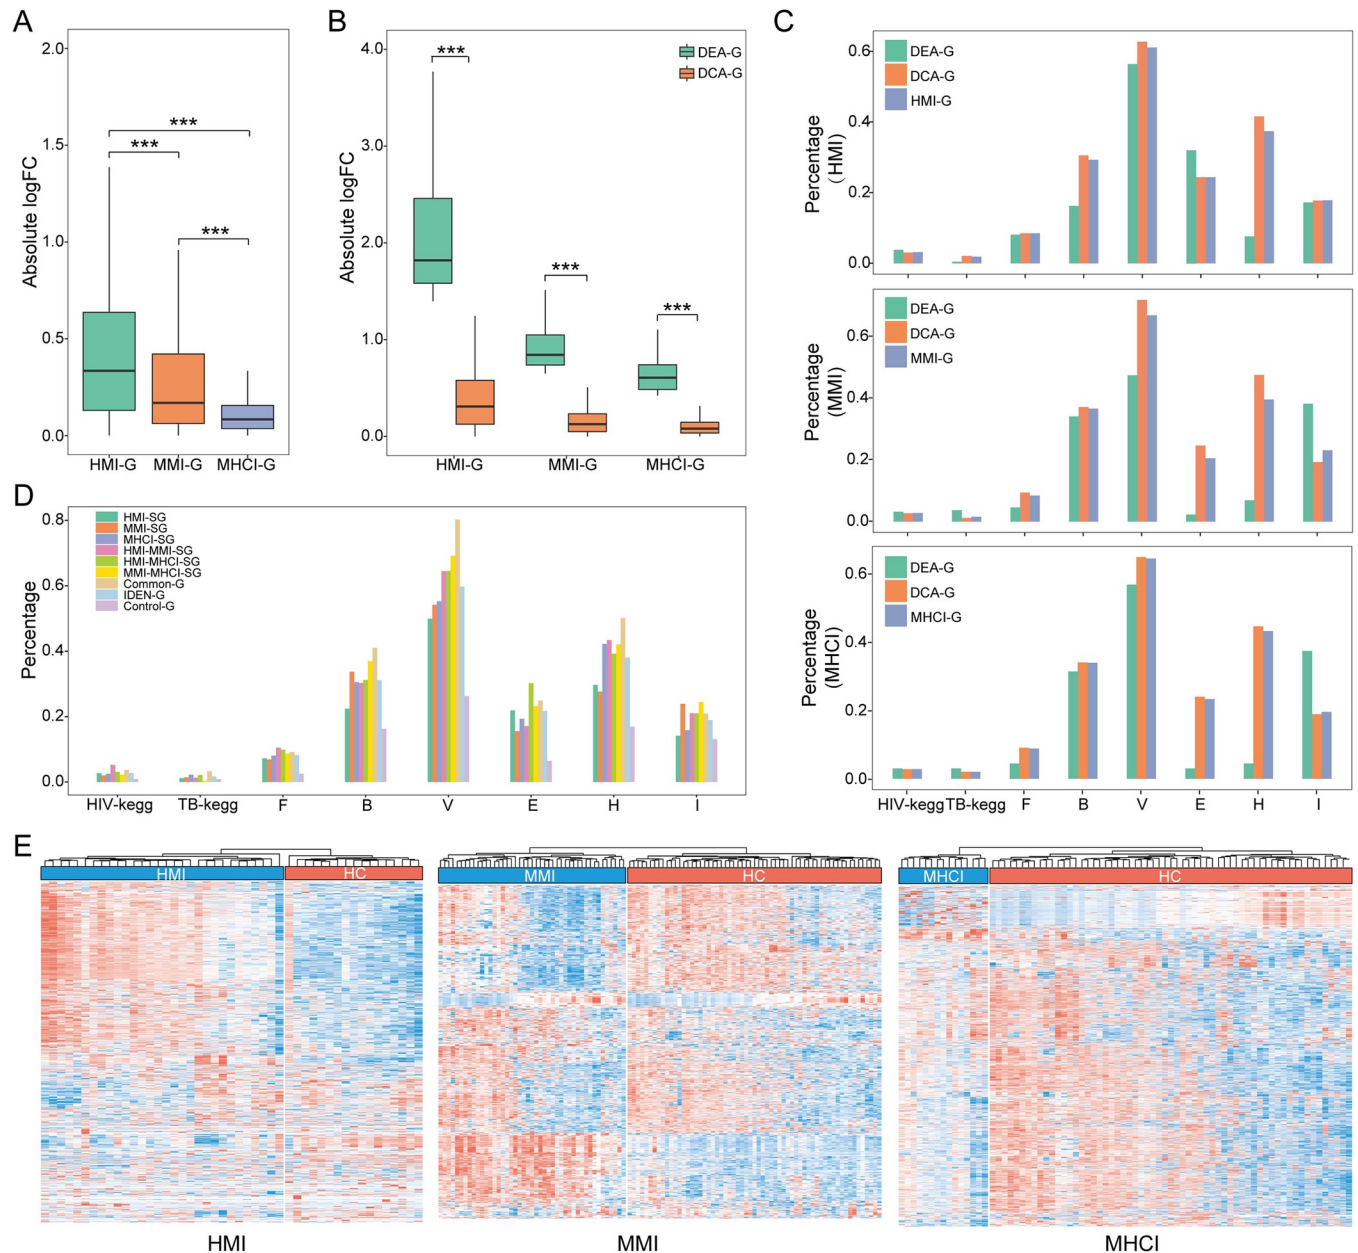 A
2.0
1.5
1.0
0.5
0.0
Absolute logFC
***
***
***
HMI-G MMI-G MHCI-G
B
4.0
3.0
2.0
1.0
0.0
Absolute logFC
***
***
***
DEA-G
DCA-G
HMI-G MMI-G MHCI-G
C
Percentage
(HMI)
0.6
0.4
0.2
0.0
DEA-G
DCA-G
HMI-G
Percentage
(MMI)
0.6
0.4
0.2
0.0
DEA-G
DCA-G
MMI-G
Percentage
(MHCI)
0.6
0.4
0.2
0.0
DEA-G
DCA-G
MHCI-G
HIV-kegg TB-kegg F B V E H I
D
Percentage
0.8
0.6
0.4
0.2
0.0
HMI-SG
MMI-SG
MHCI-SG
HMI-MMI-SG
HMI-MHCI-SG
MMI-MHCI-SG
Common-G
IDEN-G
Control-G
HIV-kegg TB-kegg F B V E H I
E
HMI HC
MMI HC
MHCI HC
HMI
MMI
MHCI